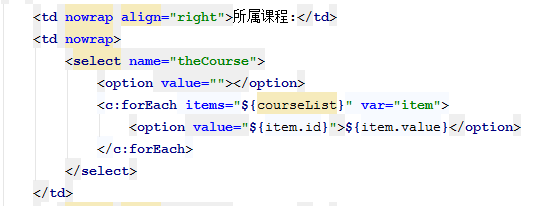 <td nowrap align="right">所属课程:</td>
<td nowrap>
<select name="theCourse">
<option value=""></option>
<c:forEach items="${courseList}" var="item">
<option value="${item.id}">${item.value}</option>
</c:forEach>
</select>
</td>